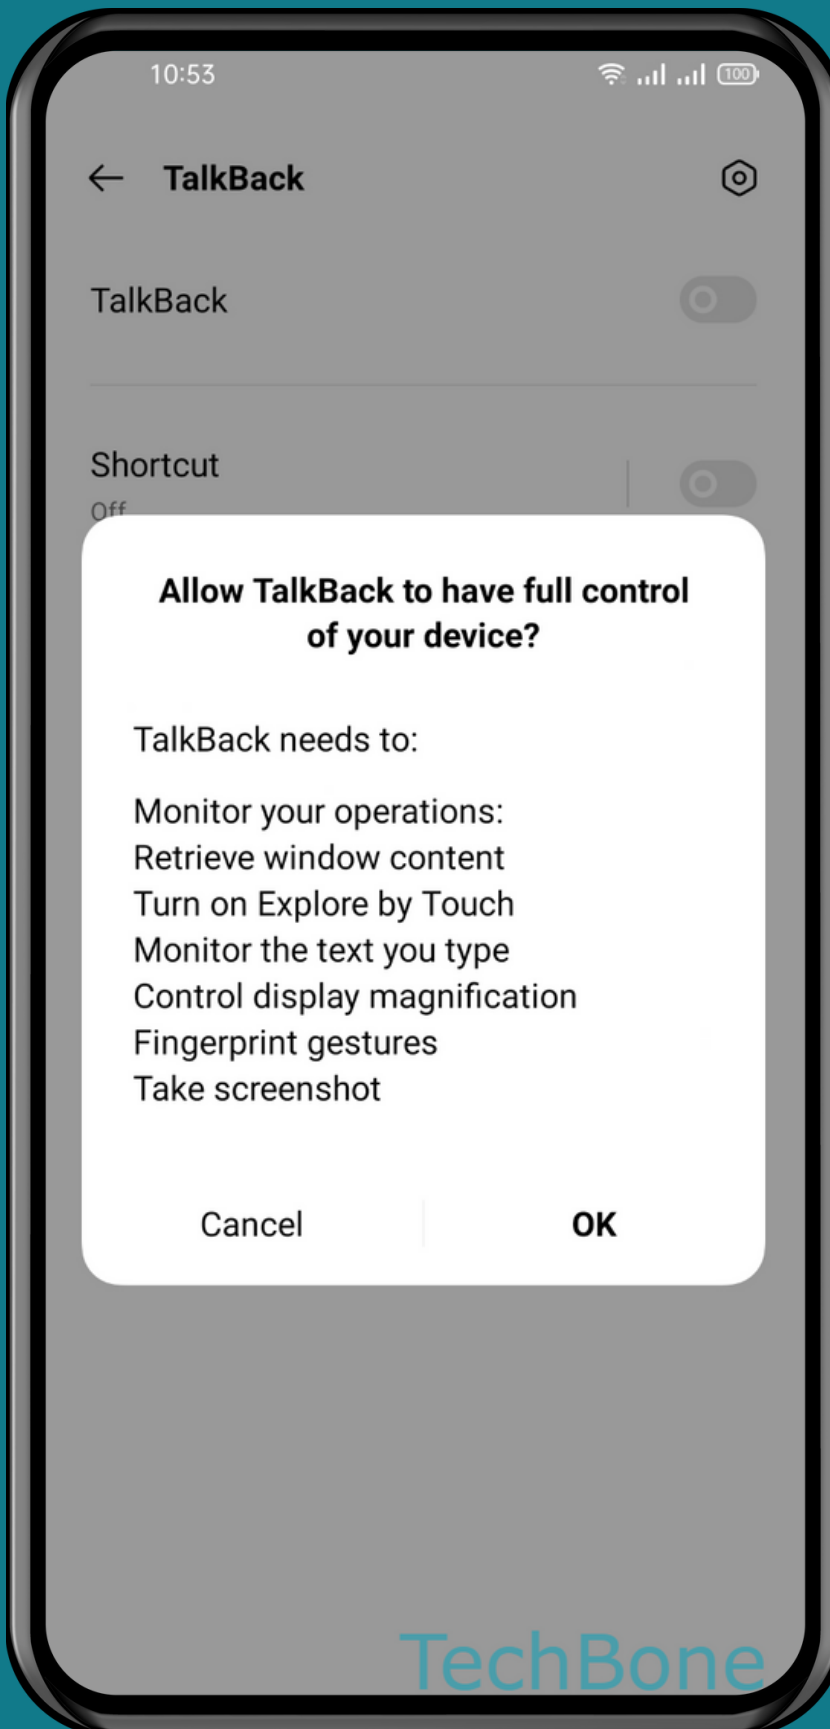 10:53
100
TalkBack
TalkBack
Shortcut
Off
Allow TalkBack to have full control
of your device?
TalkBack needs to:
Monitor your operations:
Retrieve window content
Turn on Explore by Touch
Monitor the text you type
Control display magnification
Fingerprint gestures
Take screenshot
Cancel
OK
TechBone